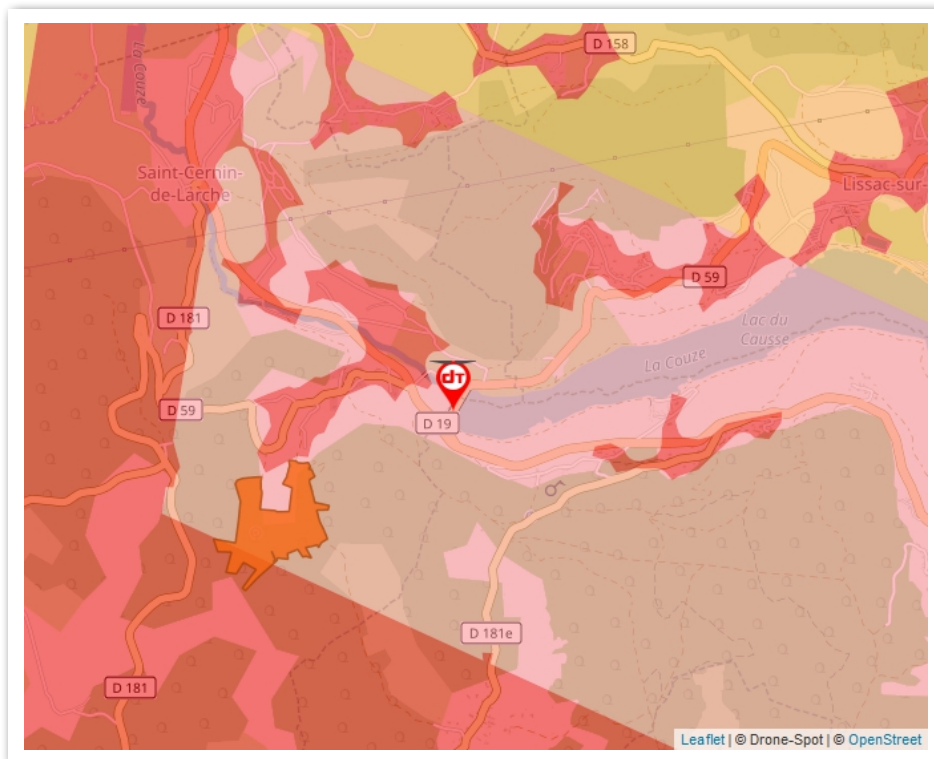 D 158
La Couze
Saint-Cernin-
de-Larche
Lissac-sur-
D 59
D 181
Lac du
Causse
La Couze
dT
D 59
D 19
D 181e
D 181
Leaflet | © Drone-Spot | © OpenStreet